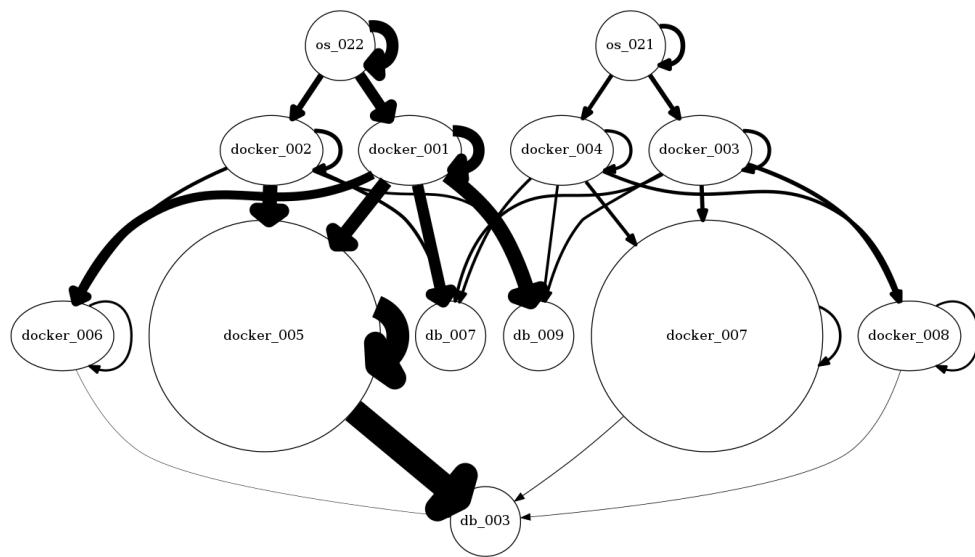 os_022
os_021
docker_002
docker_001
docker_004
docker_003
docker_006
docker_005
db_007
db_009
docker_007
docker_008
db_003